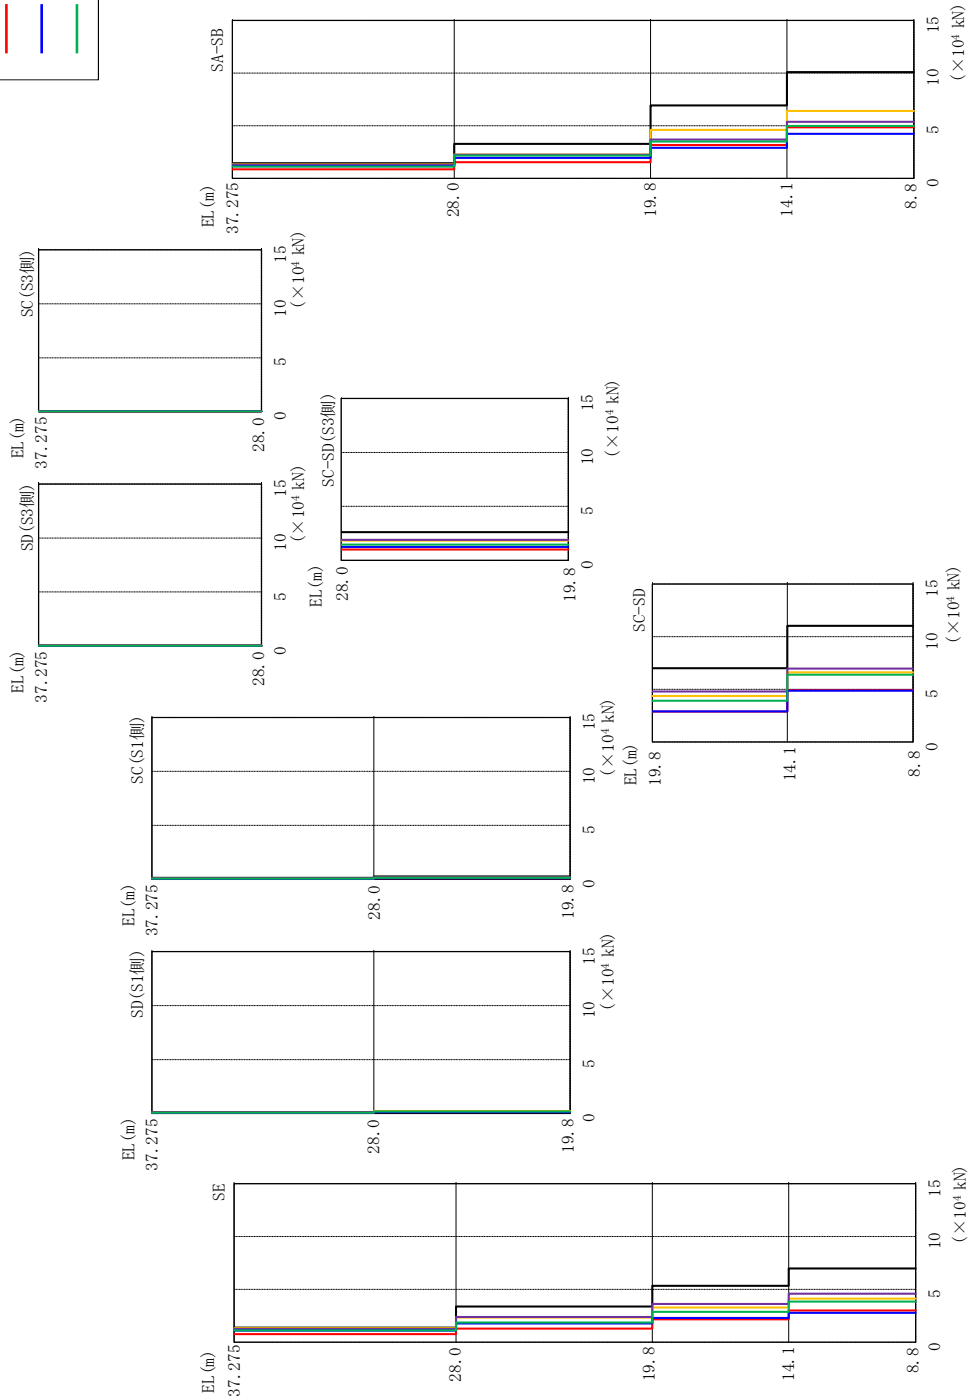 SA-SB
EL(m)
37.275
28.0
19.8
14.1
8.8
0
5
10
15
(×10⁴ kN)
SC(S3側)
EL(m)
37.275
28.0
0
5
10
15
(×10⁴ kN)
SD(S3側)
EL(m)
37.275
28.0
0
5
10
15
(×10⁴ kN)
SC-SD(S3側)
EL(m)
28.0
19.8
0
5
10
15
(×10⁴ kN)
SC-SD
EL(m)
19.8
14.1
8.8
0
5
10
15
(×10⁴ kN)
SC(S1側)
EL(m)
37.275
28.0
19.8
0
5
10
15
(×10⁴ kN)
SD(S1側)
EL(m)
37.275
28.0
19.8
0
5
10
15
(×10⁴ kN)
SE
EL(m)
37.275
28.0
19.8
14.1
8.8
0
5
10
15
(×10⁴ kN)